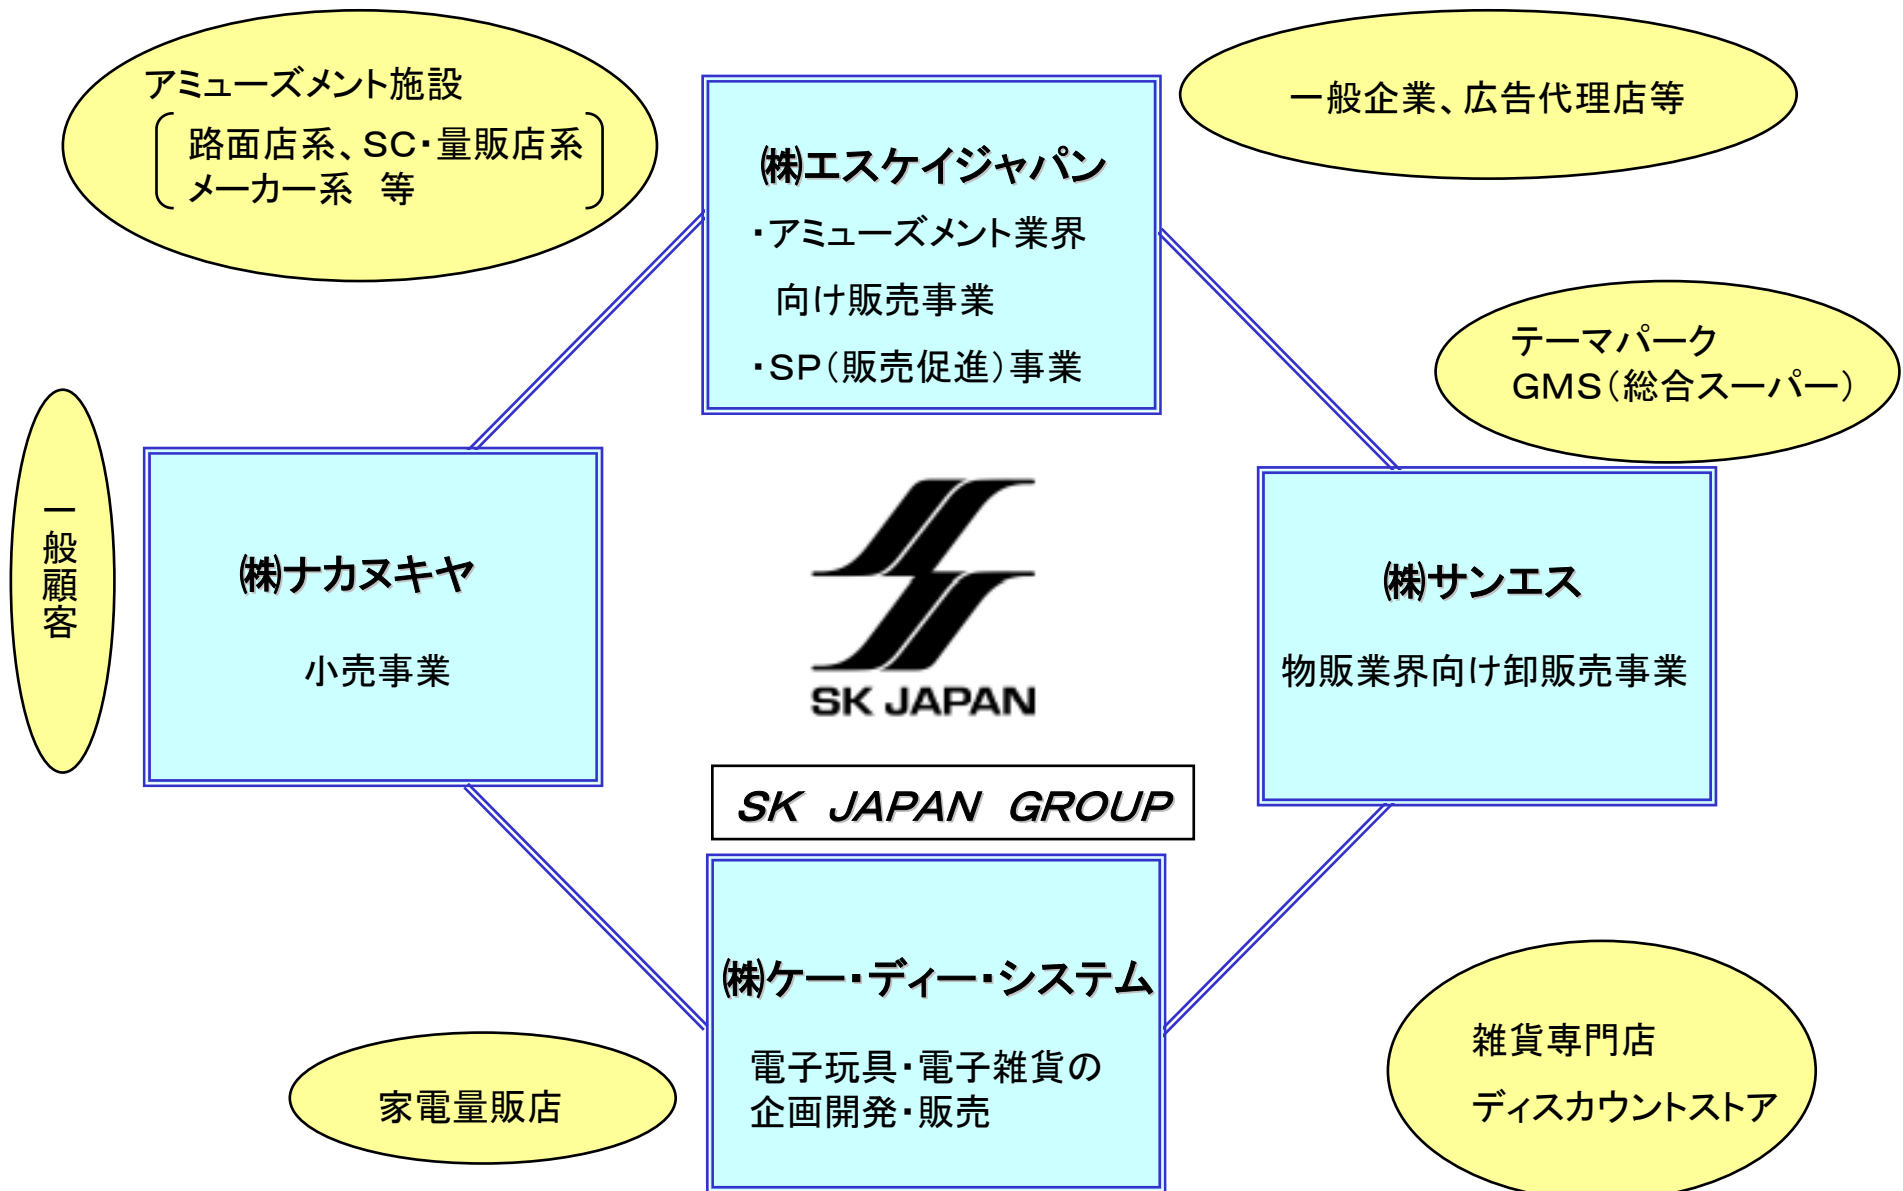 アミューズメント施設
路面店系、SC・量販店系
メーカー系 等
一般企業、広告代理店等
㈱エスケイジャパン
・アミューズメント業界
向け販売事業
・SP（販売促進）事業
テーマパーク
GMS（総合スーパー）
一般顧客
㈱ナカヌキヤ
小売事業
SK JAPAN
㈱サンエス
物販業界向け卸販売事業
SK JAPAN GROUP
㈱ケー・ディー・システム
電子玩具・電子雑貨の
企画開発・販売
家電量販店
雑貨専門店
ディスカウントストア